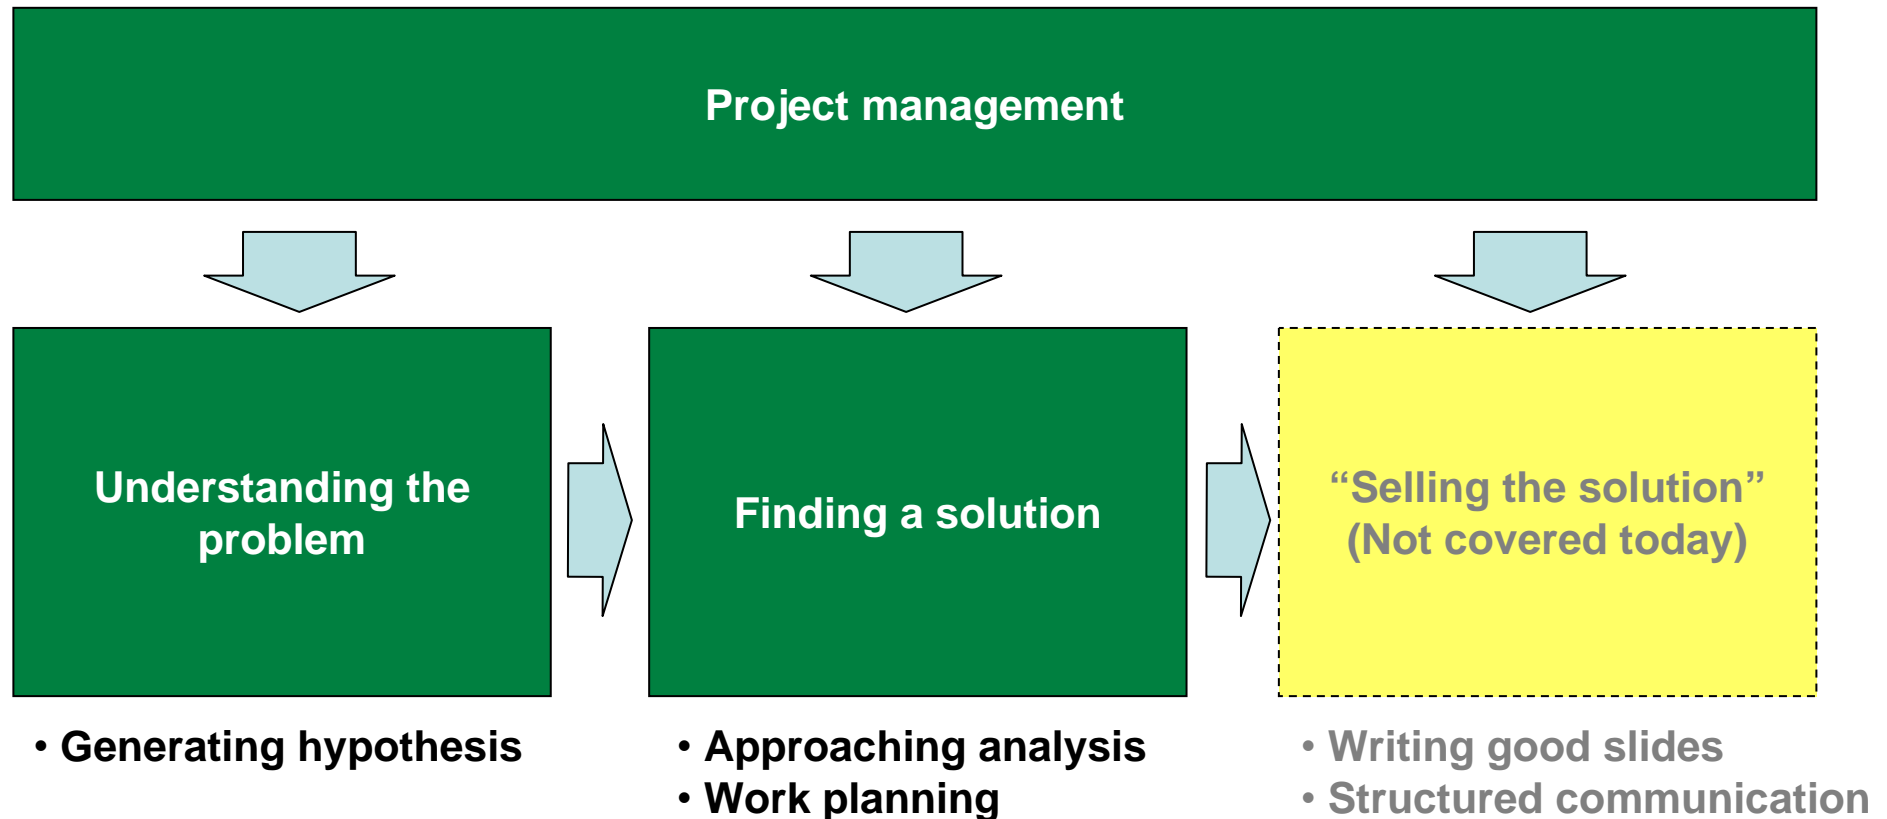 Project management
Understanding the
problem
Finding a solution
“Selling the solution”
(Not covered today)
• Generating hypothesis
• Approaching analysis
• Work planning
• Writing good slides
• Structured communication